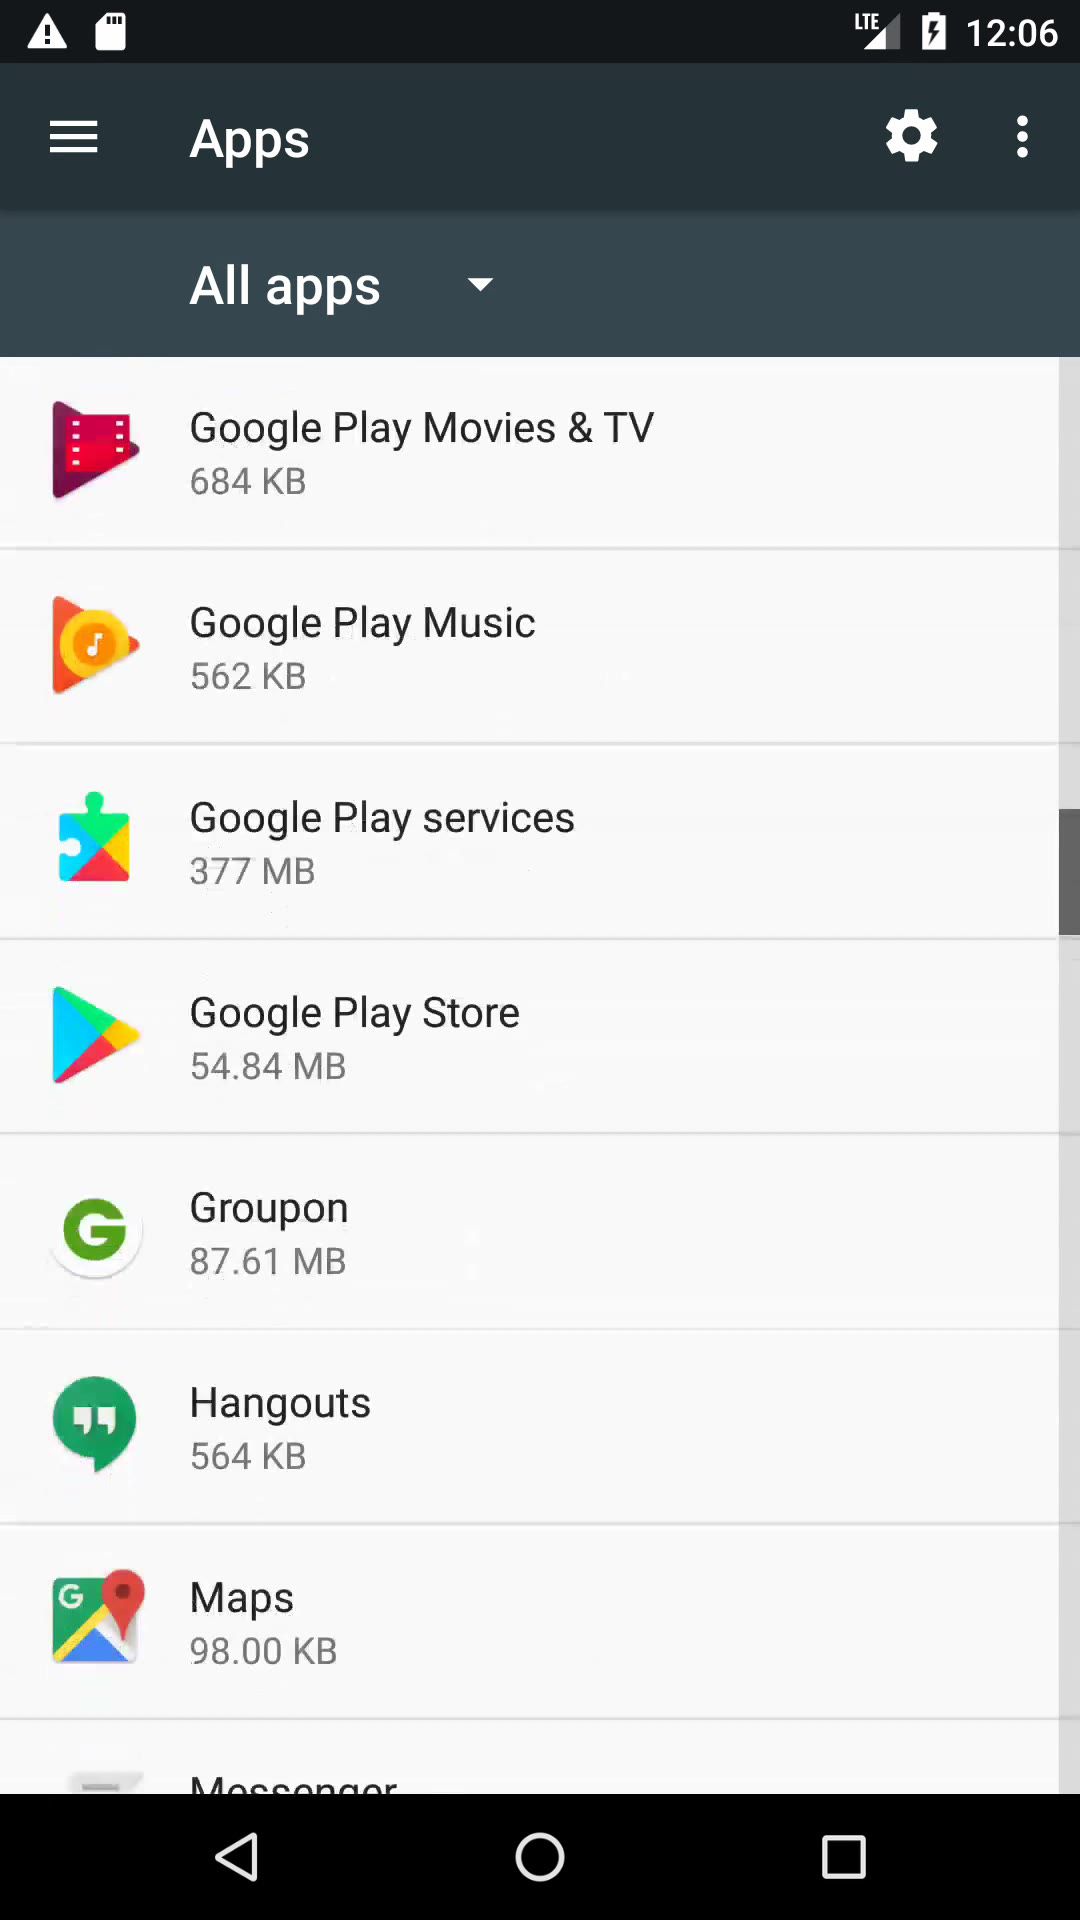 LTE 12:06
Apps
All apps
Google Play Movies & TV
684 KB
Google Play Music
562 KB
Google Play services
377 MB
Google Play Store
54.84 MB
Groupon
87.61 MB
Hangouts
564 KB
Maps
98.00 KB
Messenger